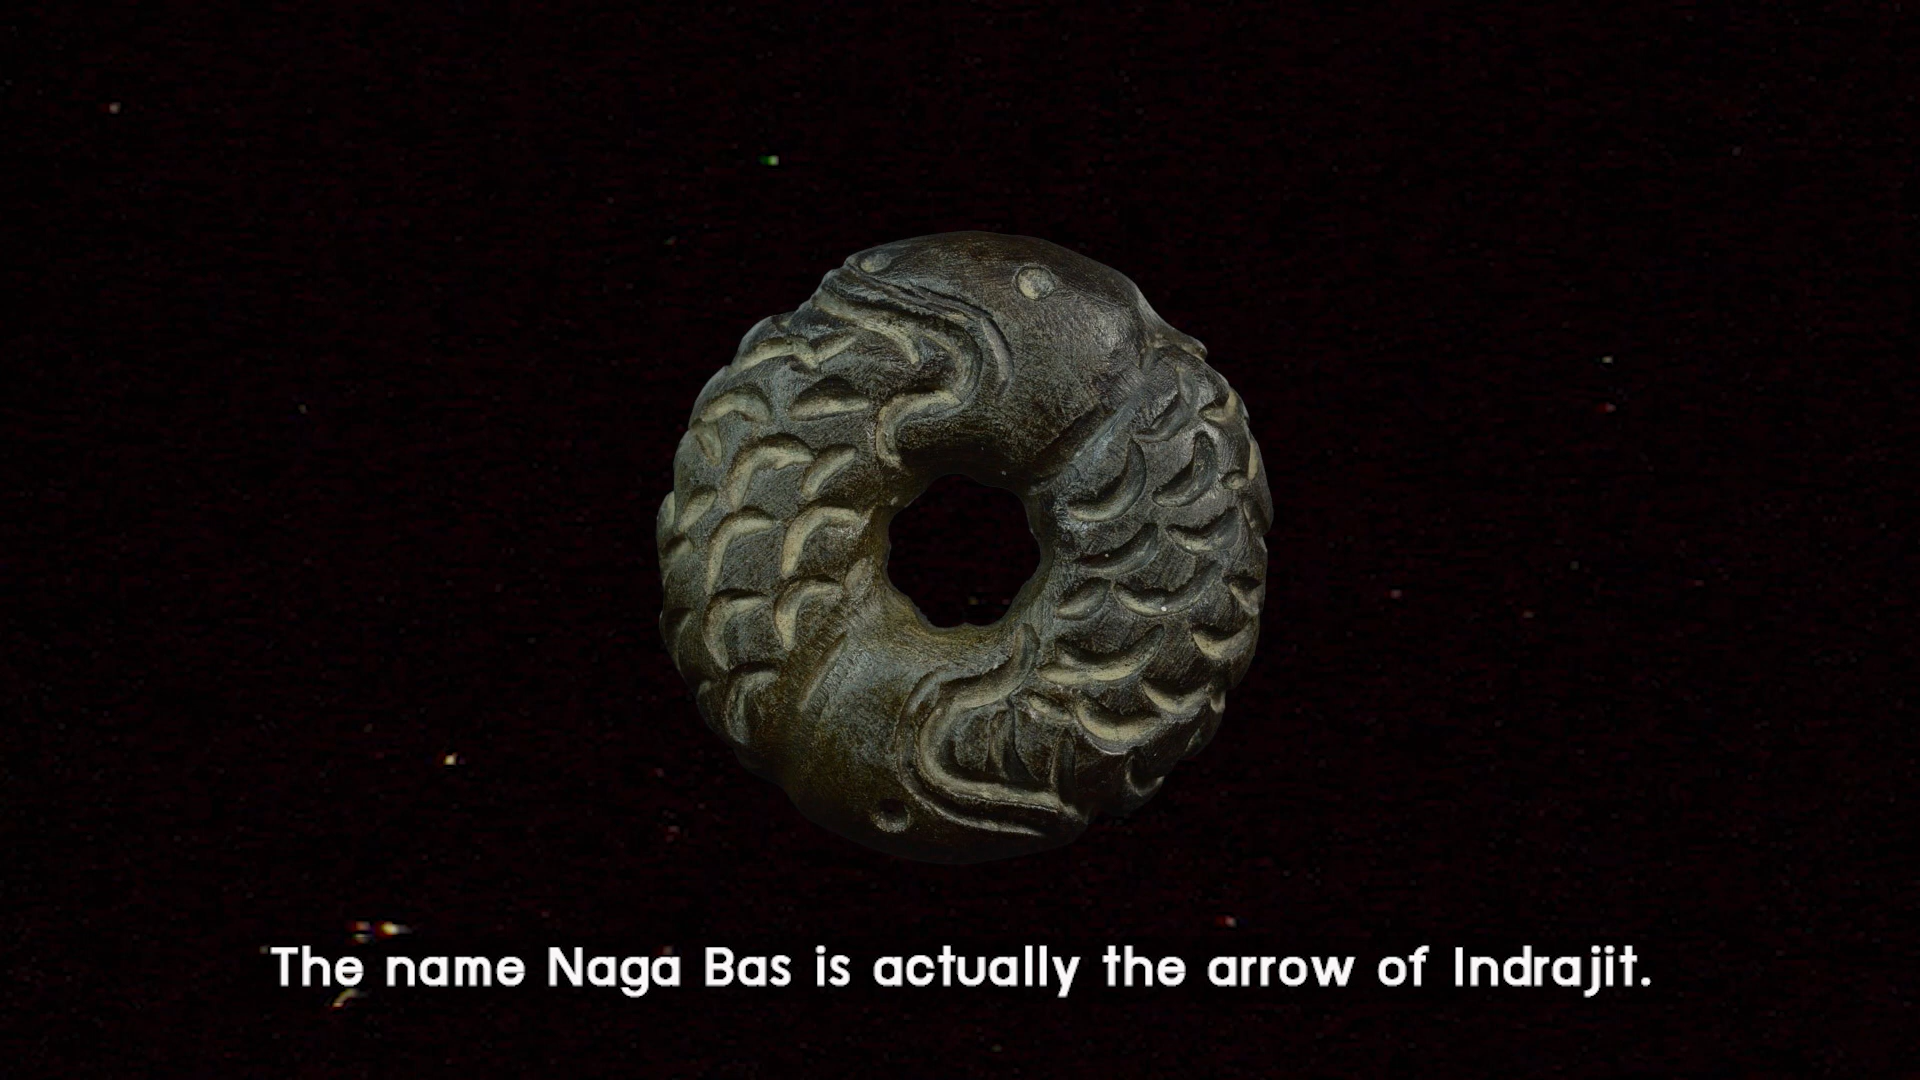 The name Naga Bas is actually the arrow of Indrajit.